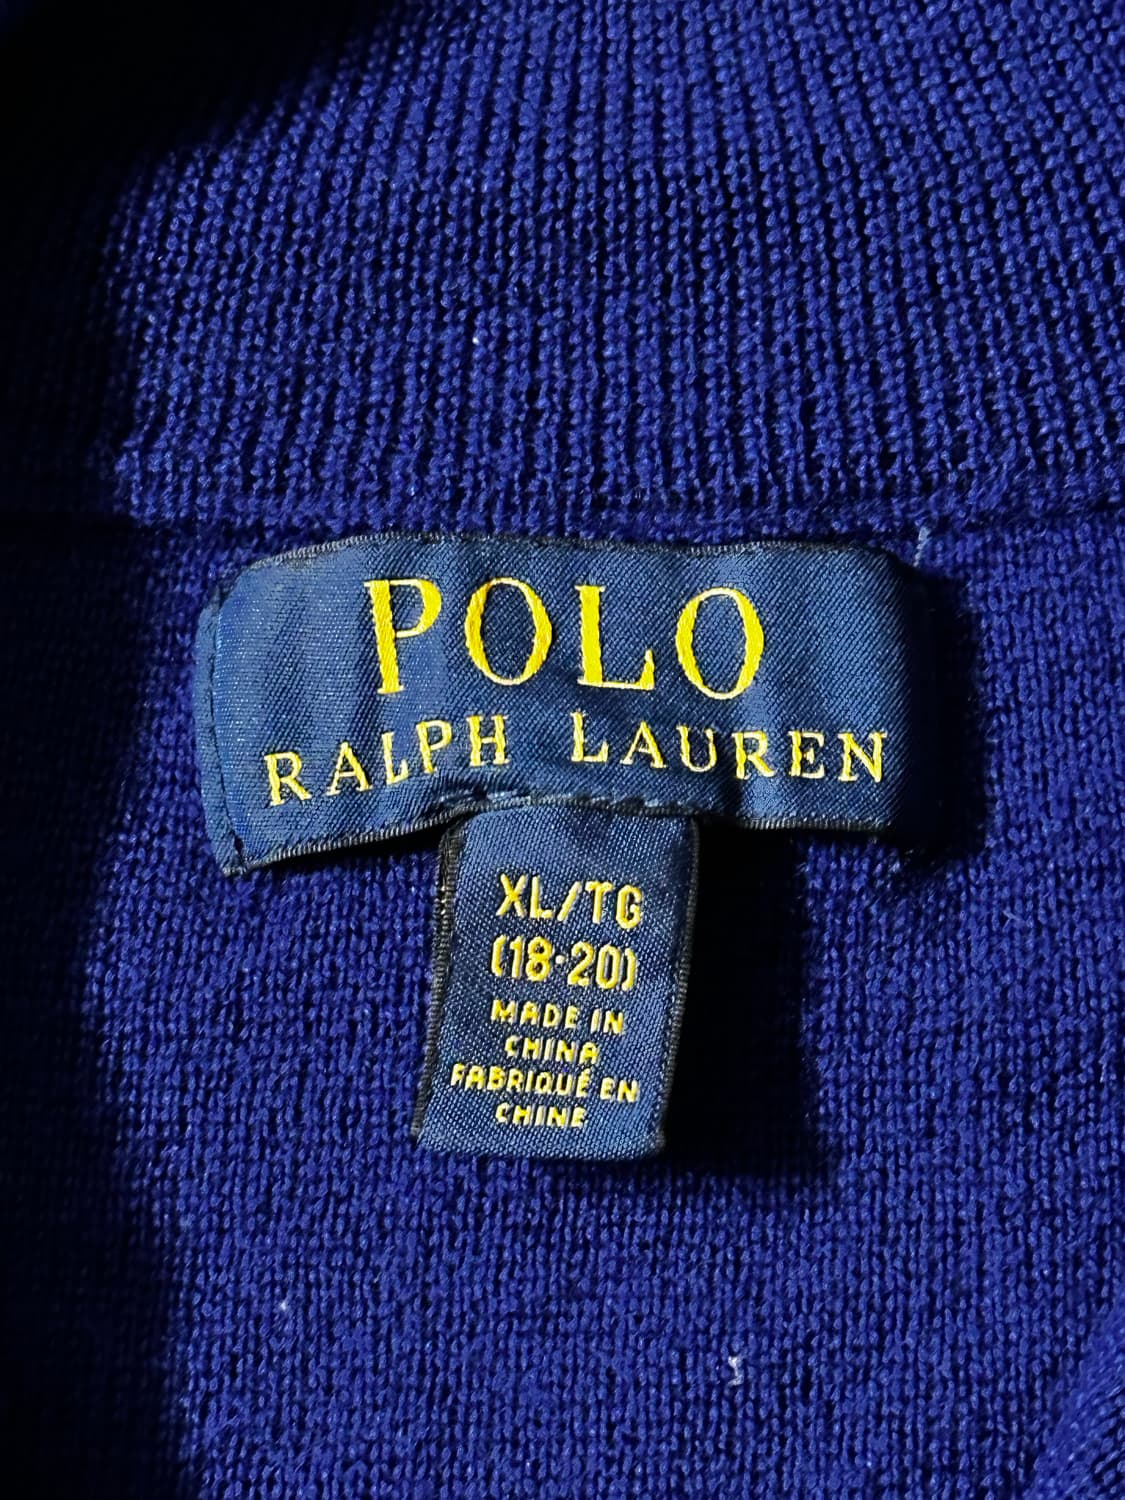 POLO
RALPH LAUREN
XL/TG
(18-20)
MADE IN
CHINA
FABRIQUÉ EN
CHINE